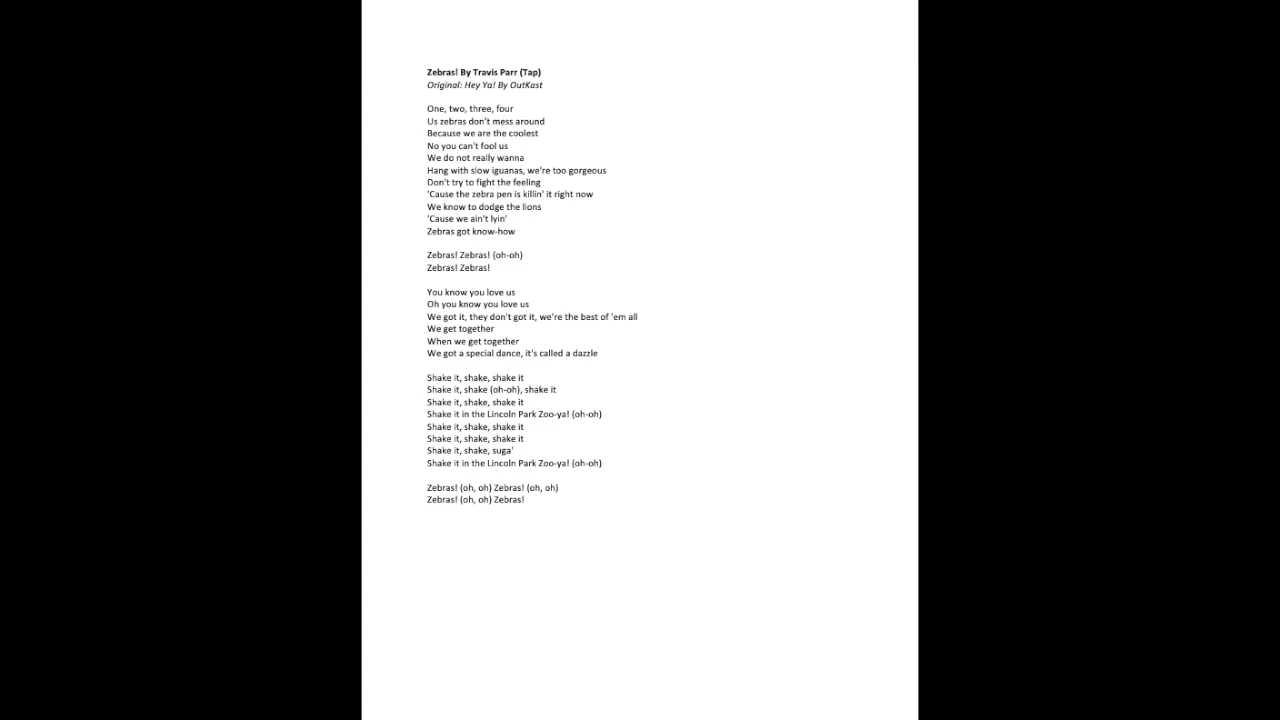 Zebras! By Travis Parr (Tap)
Original: Hey Ya! By OutKast
One, two, three, four
Us zebras don't mess around
Because we are the coolest
No you can't fool us
We do not really wanna
Hang with slow iguanas, we're too gorgeous
Don't try to fight the feeling
'Cause the zebra pen is killin' it right now
We know to dodge the lions
'Cause we ain't lyin'
Zebras got know-how
Zebras! Zebras! (oh-oh)
Zebras! Zebras!
You know you love us
Oh you know you love us
We got it, they don't got it, we're the best of 'em all
We get together
When we get together
We got a special dance, it's called a dazzle
Shake it, shake, shake it
Shake it, shake (oh-oh), shake it
Shake it, shake, shake it
Shake it in the Lincoln Park Zoo-ya! (oh-oh)
Shake it, shake, shake it
Shake it, shake, shake it
Shake it, shake, suga'
Shake it in the Lincoln Park Zoo-ya! (oh-oh)
Zebras! (oh, oh) Zebras! (oh, oh)
Zebras! (oh, oh) Zebras!